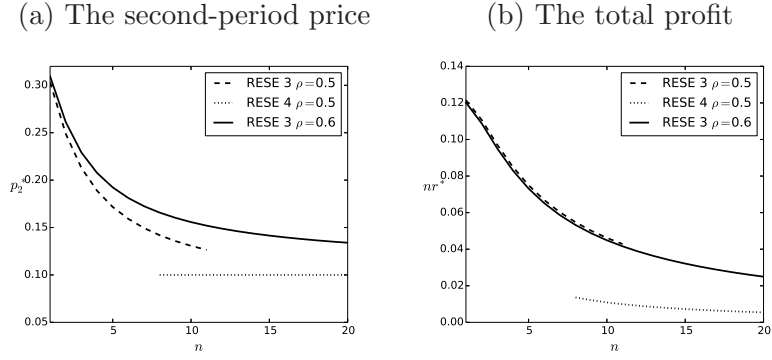 (a) The second-period price
(b) The total profit
0.30
0.25
0.20
0.15
0.10
0.05
p₂*
RESE 3 ρ=0.5
RESE 4 ρ=0.5
RESE 3 ρ=0.6
5
10
15
20
n
0.14
0.12
0.10
0.08
0.06
0.04
0.02
0.00
nr*
RESE 3 ρ=0.5
RESE 4 ρ=0.5
RESE 3 ρ=0.6
5
10
15
20
n